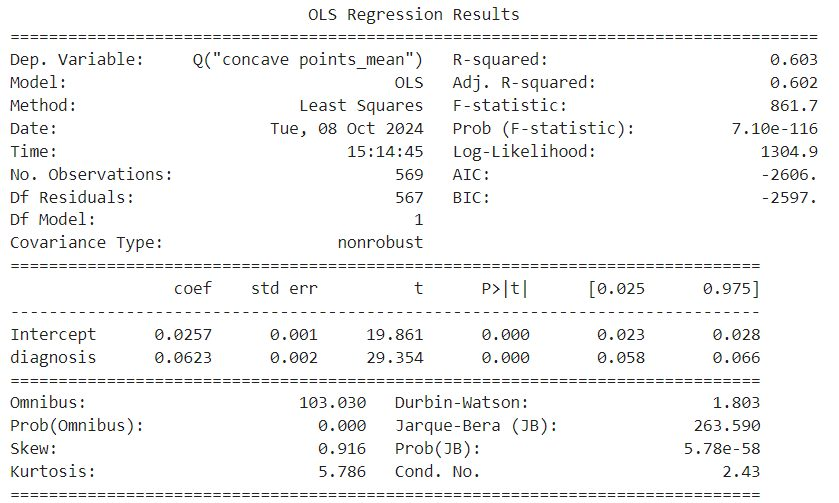 OLS Regression Results
==============================================================================
Dep. Variable:     Q("concave points_mean")   R-squared:                       0.603
Model:                            OLS   Adj. R-squared:                  0.602
Method:                 Least Squares   F-statistic:                     861.7
Date:                Tue, 08 Oct 2024   Prob (F-statistic):          7.10e-116
Time:                        15:14:45   Log-Likelihood:                 1304.9
No. Observations:                 569   AIC:                            -2606.
Df Residuals:                     567   BIC:                            -2597.
Df Model:                           1
Covariance Type:            nonrobust
==============================================================================
                 coef    std err          t      P>|t|      [0.025      0.975]
------------------------------------------------------------------------------
Intercept      0.0257      0.001     19.861      0.000       0.023       0.028
diagnosis      0.0623      0.002     29.354      0.000       0.058       0.066
==============================================================================
Omnibus:                      103.030   Durbin-Watson:                   1.803
Prob(Omnibus):                  0.000   Jarque-Bera (JB):              263.590
Skew:                           0.916   Prob(JB):                     5.78e-58
Kurtosis:                       5.786   Cond. No.                         2.43
==============================================================================